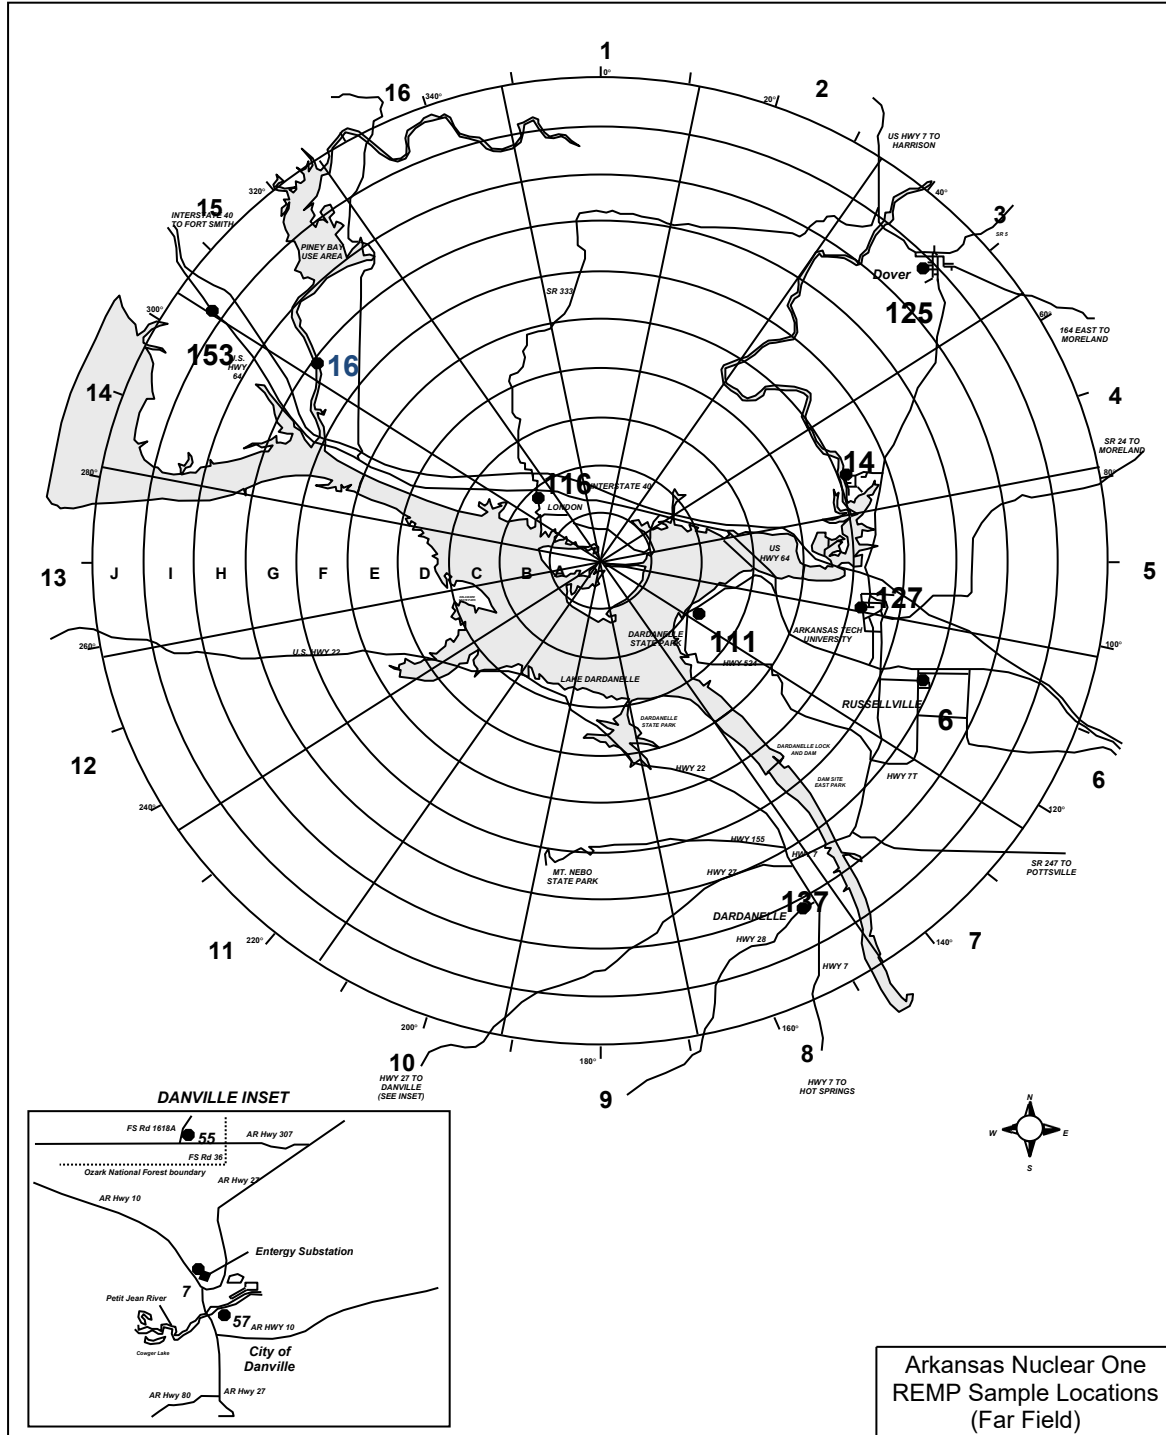 1
0°
16
340°
20°
2
US HWY 7 TO
HARRISON
320°
40°
15
INTERSTATE 40
TO FORT SMITH
3
SR 5
PINEY BAY
USE AREA
Dover
SR 333
300°
125
60°
164 EAST TO
MORELAND
153
U.S.
HWY
64
16
14
4
SR 24 TO
MORELAND
280°
80°
14
116
INTERSTATE 40
LONDON
US
HWY 64
13
J I H G F E D C B A
5
127
ARKANSAS TECH
UNIVERSITY
111
DARDANELLE
STATE PARK
260°
100°
U.S. HWY 22
HWY 524
LAKE DARDANELLE
RUSSELLVILLE
6
DARDANELLE
STATE PARK
DARDANELLE LOCK
AND DAM
12
HWY 22
DAM SITE
EAST PARK
HWY 7T
6
240°
120°
HWY 155
HWY 7
MT. NEBO
STATE PARK
HWY 27
SR 247 TO
POTTSVILLE
137
DARDANELLE
11
220°
HWY 28
140°
7
HWY 7
200°
160°
180°
10
HWY 27 TO
DANVILLE
(SEE INSET)
9
8
HWY 7 TO
HOT SPRINGS
DANVILLE INSET
N
W
E
S
FS Rd 1618A
55
AR Hwy 307
FS Rd 36
Ozark National Forest boundary
AR Hwy 27
AR Hwy 10
Entergy Substation
7
Petit Jean River
57
AR HWY 10
Cowger Lake
City of
Danville
AR Hwy 80
AR Hwy 27
Arkansas Nuclear One
REMP Sample Locations
(Far Field)